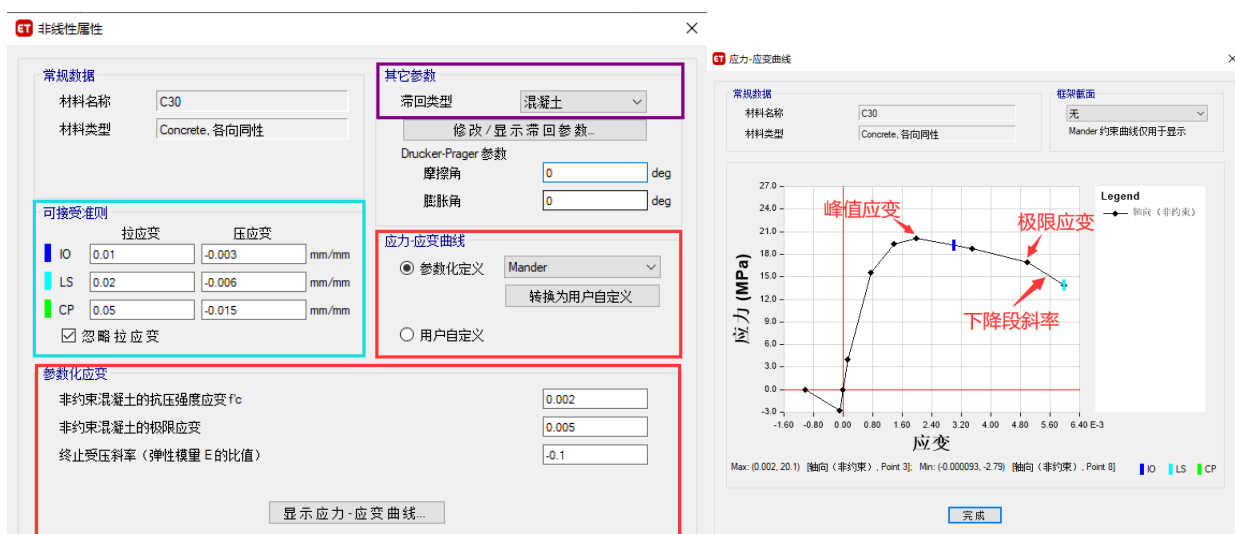 ET 非线性属性
常规数据
材料名称 C30
材料类型 Concrete, 各向同性
其它参数
滞回类型 混凝土
修改/显示滞回参数...
Drucker-Prager 参数
摩擦角 0 deg
膨胀角 0 deg
可接受准则
拉应变 压应变
IO 0.01 -0.003 mm/mm
LS 0.02 -0.006 mm/mm
CP 0.05 -0.015 mm/mm
忽略拉应变
应力-应变曲线
参数化定义 Mander
转换为用户自定义
用户自定义
参数化应变
非约束混凝土的抗压强度应变 f'c 0.002
非约束混凝土的极限应变 0.005
终止受压斜率（弹性模量 E 的比值） -0.1
显示应力-应变曲线...
ET 应力-应变曲线
常规数据
材料名称 C30
材料类型 Concrete, 各向同性
框架截面
无
Mander 约束曲线仅用于显示
27.0
24.0
21.0
18.0
15.0
12.0
9.0
6.0
3.0
0.0
-3.0
应力 (MPa)
峰值应变
极限应变
下降段斜率
-1.60 -0.80 0.00 0.80 1.60 2.40 3.20 4.00 4.80 5.60 6.40 E-3
应变
Legend
轴向（非约束）
Max: (0.002, 20.1) [轴向（非约束）, Point 3]; Min: (-0.000093, -2.79) [轴向（非约束）, Point 8]
IO LS CP
完成